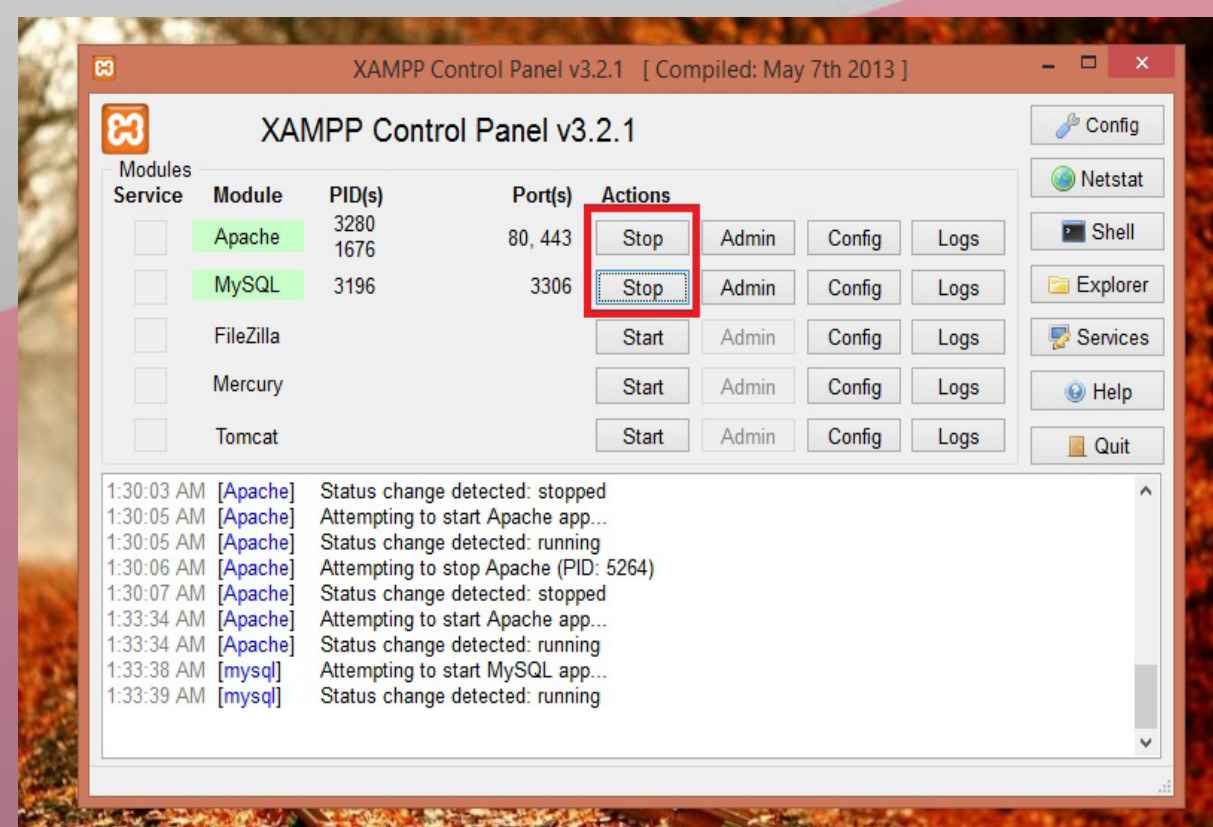 XAMPP Control Panel v3.2.1 [ Compiled: May 7th 2013 ]
XAMPP Control Panel v3.2.1
Config
Modules
Netstat
Service Module PID(s) Port(s) Actions
Apache 3280 1676 80, 443 Stop Admin Config Logs
Shell
MySQL 3196 3306 Stop Admin Config Logs
Explorer
FileZilla Start Admin Config Logs
Services
Mercury Start Admin Config Logs
Help
Tomcat Start Admin Config Logs
Quit
1:30:03 AM [Apache] Status change detected: stopped
1:30:05 AM [Apache] Attempting to start Apache app...
1:30:05 AM [Apache] Status change detected: running
1:30:06 AM [Apache] Attempting to stop Apache (PID: 5264)
1:30:07 AM [Apache] Status change detected: stopped
1:33:34 AM [Apache] Attempting to start Apache app...
1:33:34 AM [Apache] Status change detected: running
1:33:38 AM [mysql] Attempting to start MySQL app...
1:33:39 AM [mysql] Status change detected: running